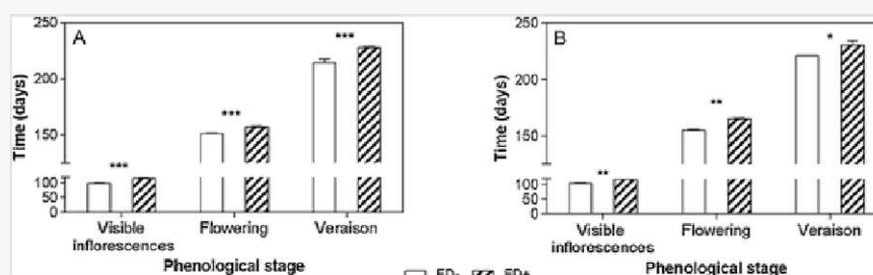 A
Time (days)
250
200
150
100
50
0
***
***
***
Visible
inflorescences
Flowering
Veraison
Phenological stage
B
Time (days)
250
200
150
100
50
0
**
**
*
Visible
inflorescences
Flowering
Veraison
Phenological stage